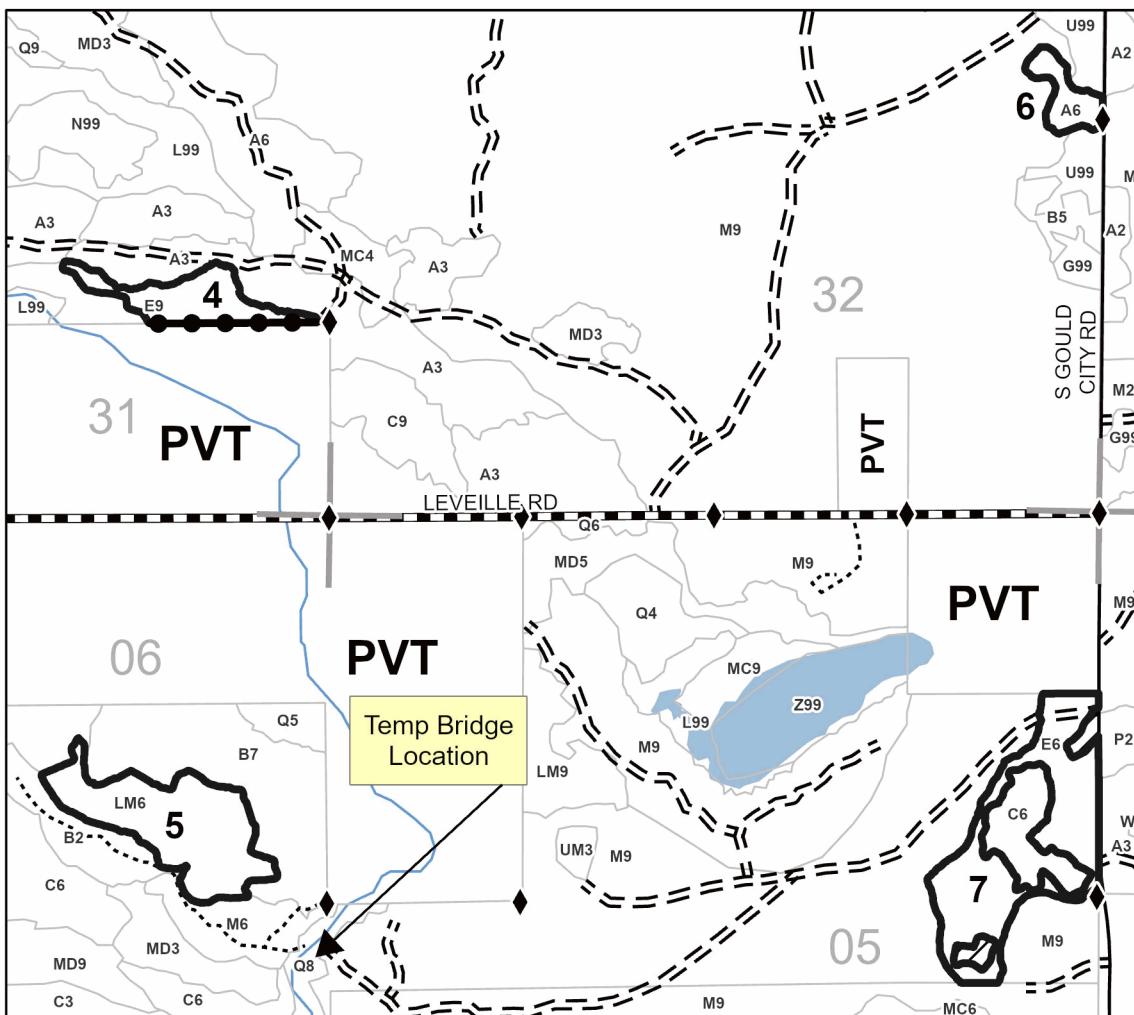 U99
Q9
MD3
A2
A6
6
N99
A6
L99
U99
M
A3
A3
B5
A2
M9
A3
MC4
A3
G99
L99
E9
4
32
MD3
S GOULD
CITY RD
A3
M2
31
C9
PVT
PVT
G99
A3
LEVEILLE RD
Q6
MD5
M9
Q4
PVT
M9
06
PVT
MC9
Z99
L99
Q5
Temp Bridge
Location
E6
P2
B7
M9
LM9
LM6
5
C6
W
B2
UM3
M9
A3
C6
7
M6
05
M9
MD3
MD9
Q8
C3
C6
M9
MC6